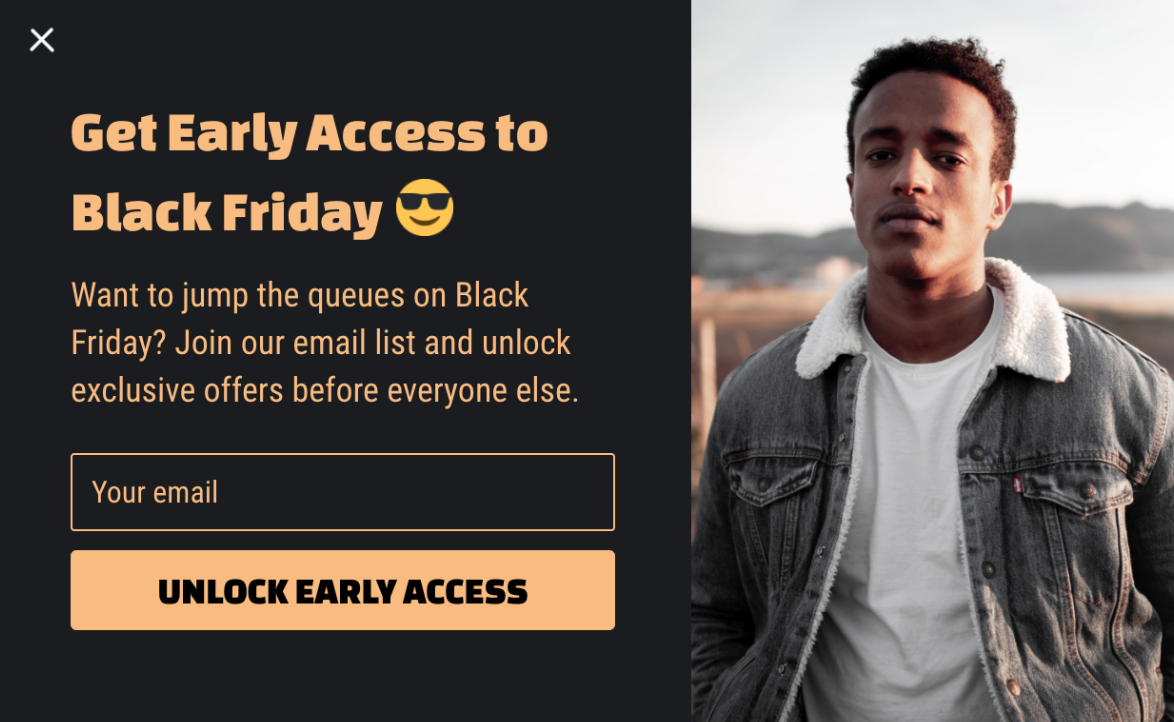 Get Early Access to
Black Friday 😎
Want to jump the queues on Black
Friday? Join our email list and unlock
exclusive offers before everyone else.
Your email
UNLOCK EARLY ACCESS